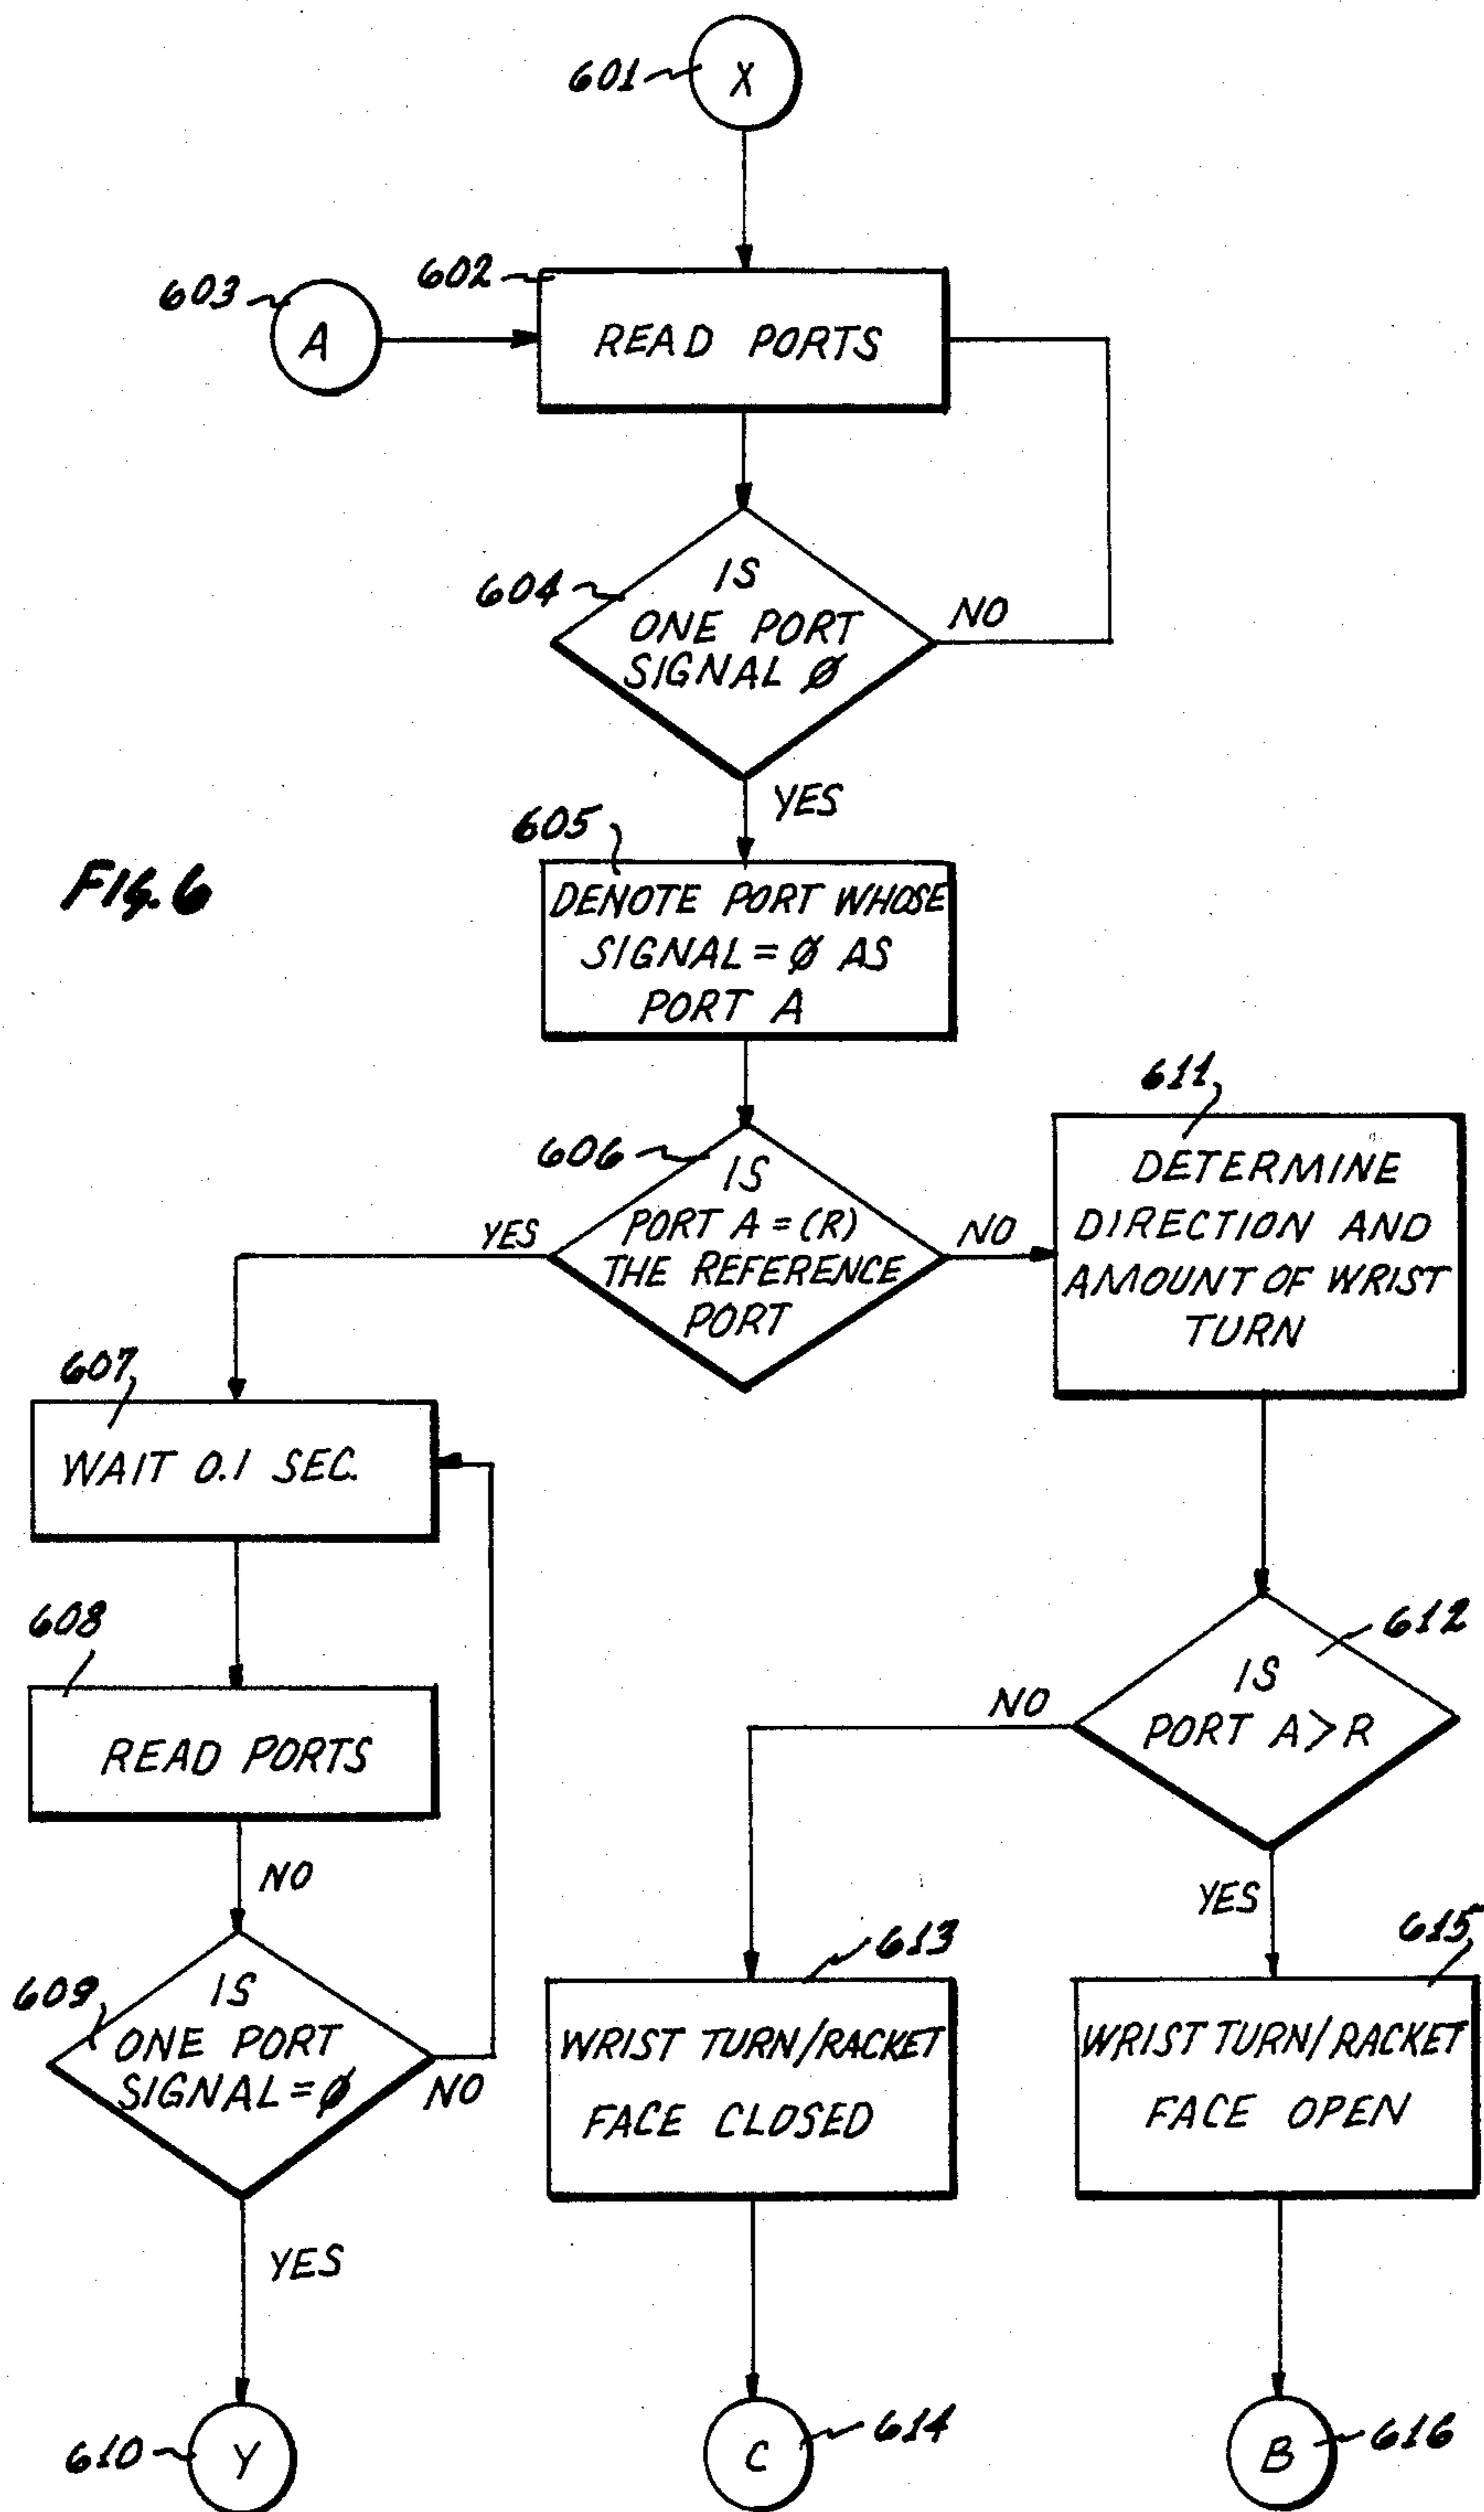 601
X
602
603
A
READ PORTS
604
IS
ONE PORT
SIGNAL Ø
NO
YES
605
DENOTE PORT WHOSE
SIGNAL = Ø AS
PORT A
FIG. 6
606
IS
PORT A = (R)
THE REFERENCE
PORT
YES
NO
611
DETERMINE
DIRECTION AND
AMOUNT OF WRIST
TURN
607
WAIT 0.1 SEC.
608
READ PORTS
NO
612
IS
PORT A > R
NO
YES
609
IS
ONE PORT
SIGNAL = Ø
NO
YES
613
WRIST TURN/RACKET
FACE CLOSED
615
WRIST TURN/RACKET
FACE OPEN
610
Y
C
614
B
616